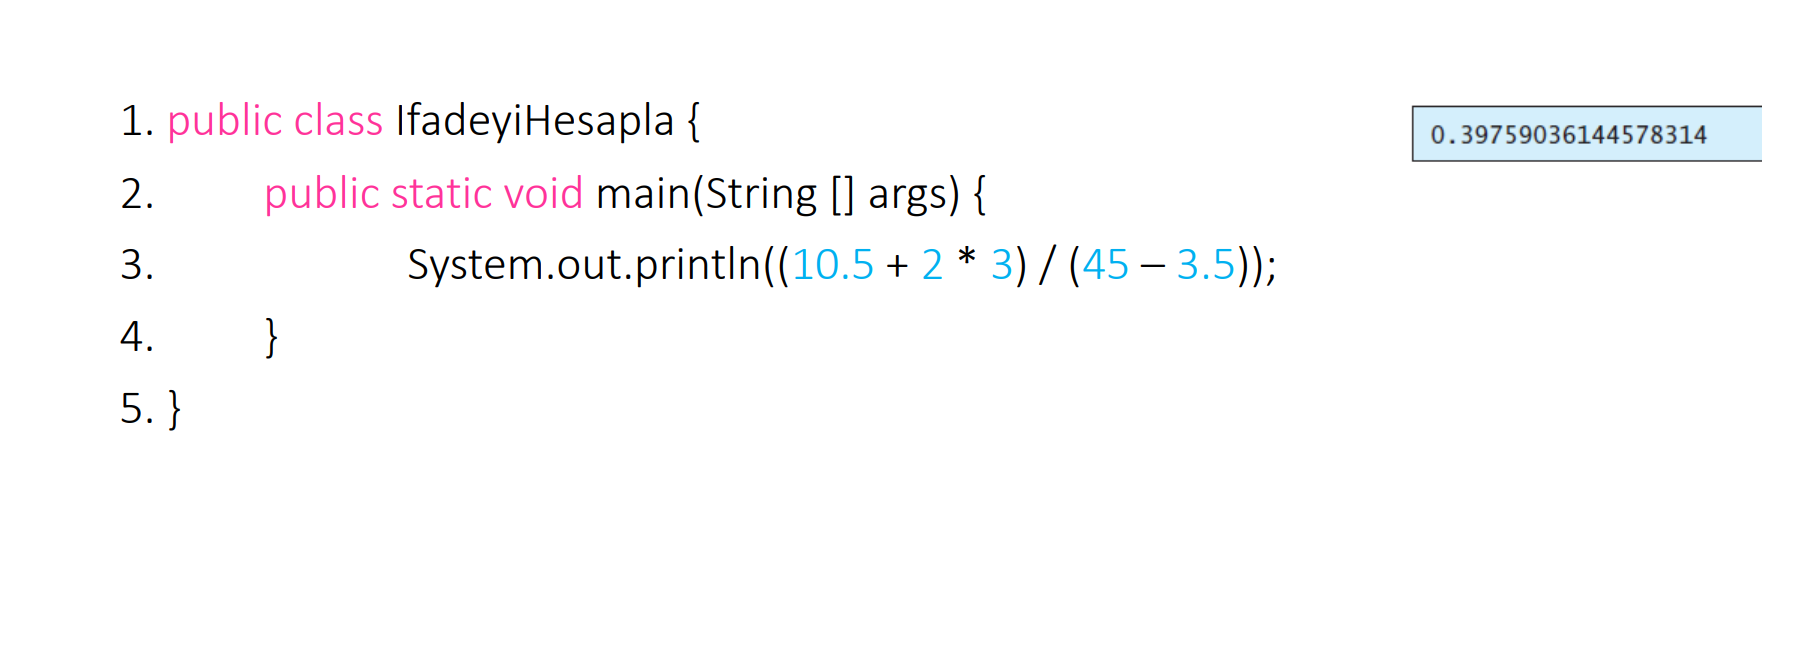 1. public class IfadeyiHesapla {
0.39759036144578314
2. public static void main(String [] args) {
3. System.out.println((10.5 + 2 * 3) / (45 – 3.5));
4. }
5. }